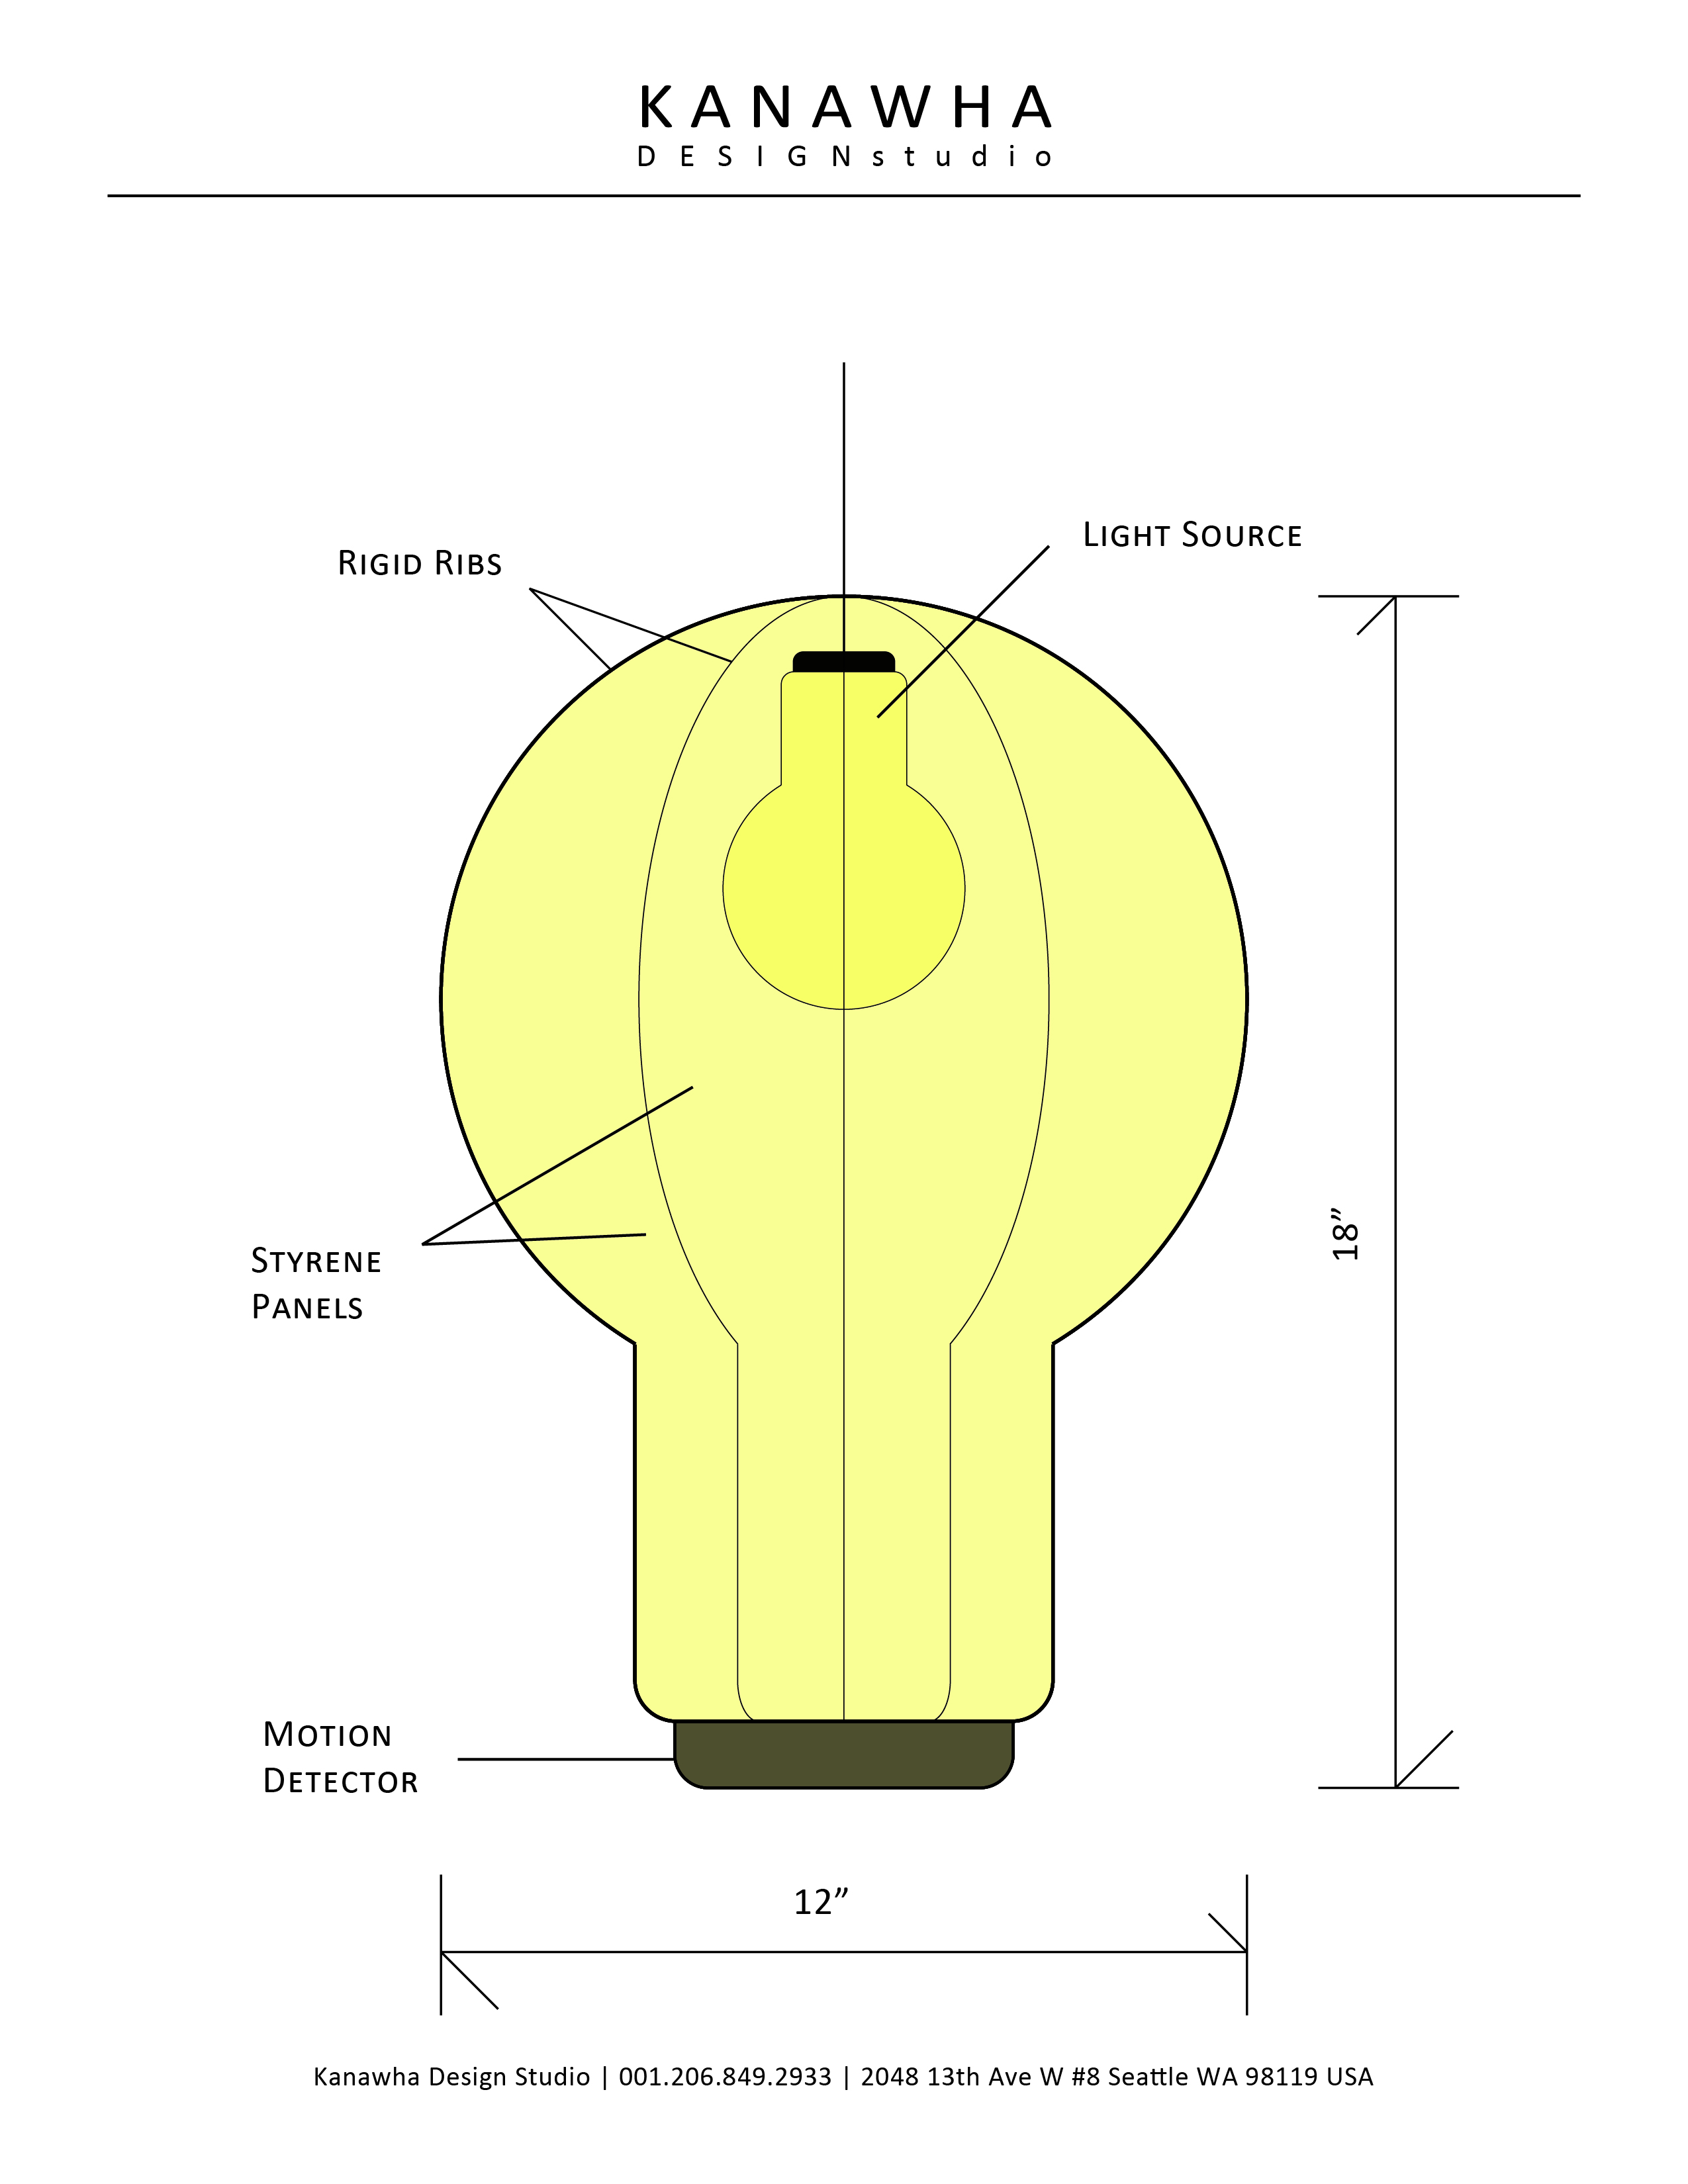 KANAWHA
DESIGNstudio
Light Source
Rigid Ribs
18”
Styrene
Panels
Motion
Detector
12”
Kanawha Design Studio | 001.206.849.2933 | 2048 13th Ave W #8 Seattle WA 98119 USA